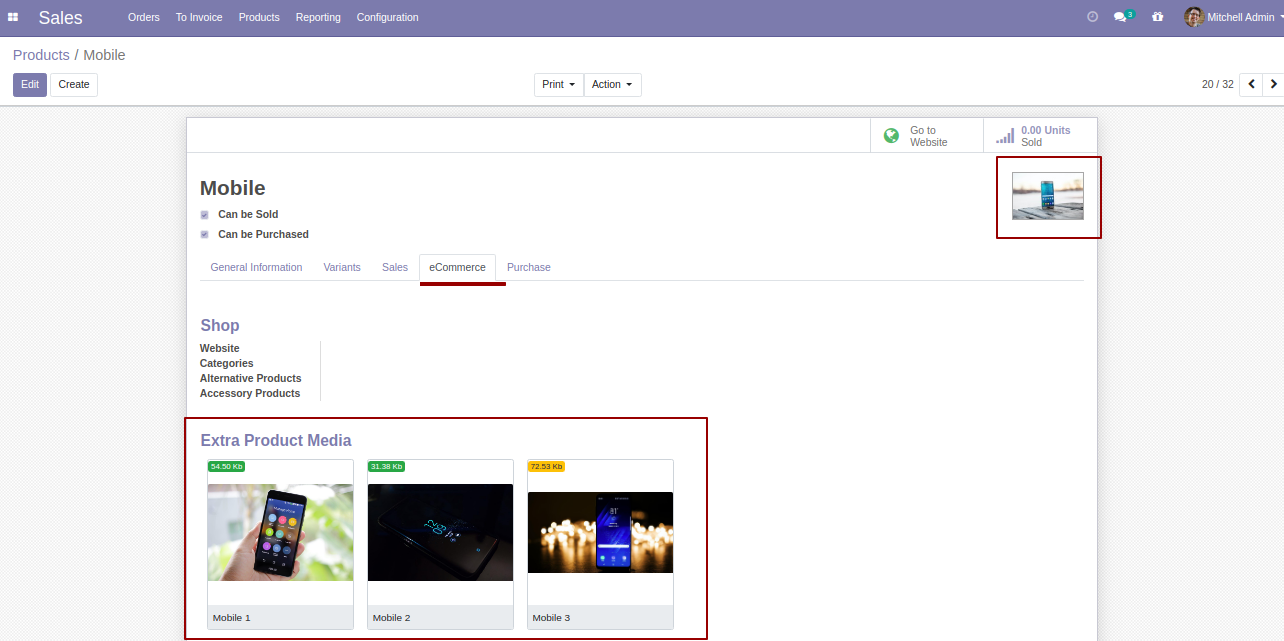 Sales
Orders
To Invoice
Products
Reporting
Configuration
3
Mitchell Admin
Products / Mobile
Edit
Create
Print
Action
20 / 32
Go to
Website
0.00 Units
Sold
Mobile
Can be Sold
Can be Purchased
General Information
Variants
Sales
eCommerce
Purchase
Shop
Website
Categories
Alternative Products
Accessory Products
Extra Product Media
54.50 Kb
31.38 Kb
72.53 Kb
Mobile 1
Mobile 2
Mobile 3